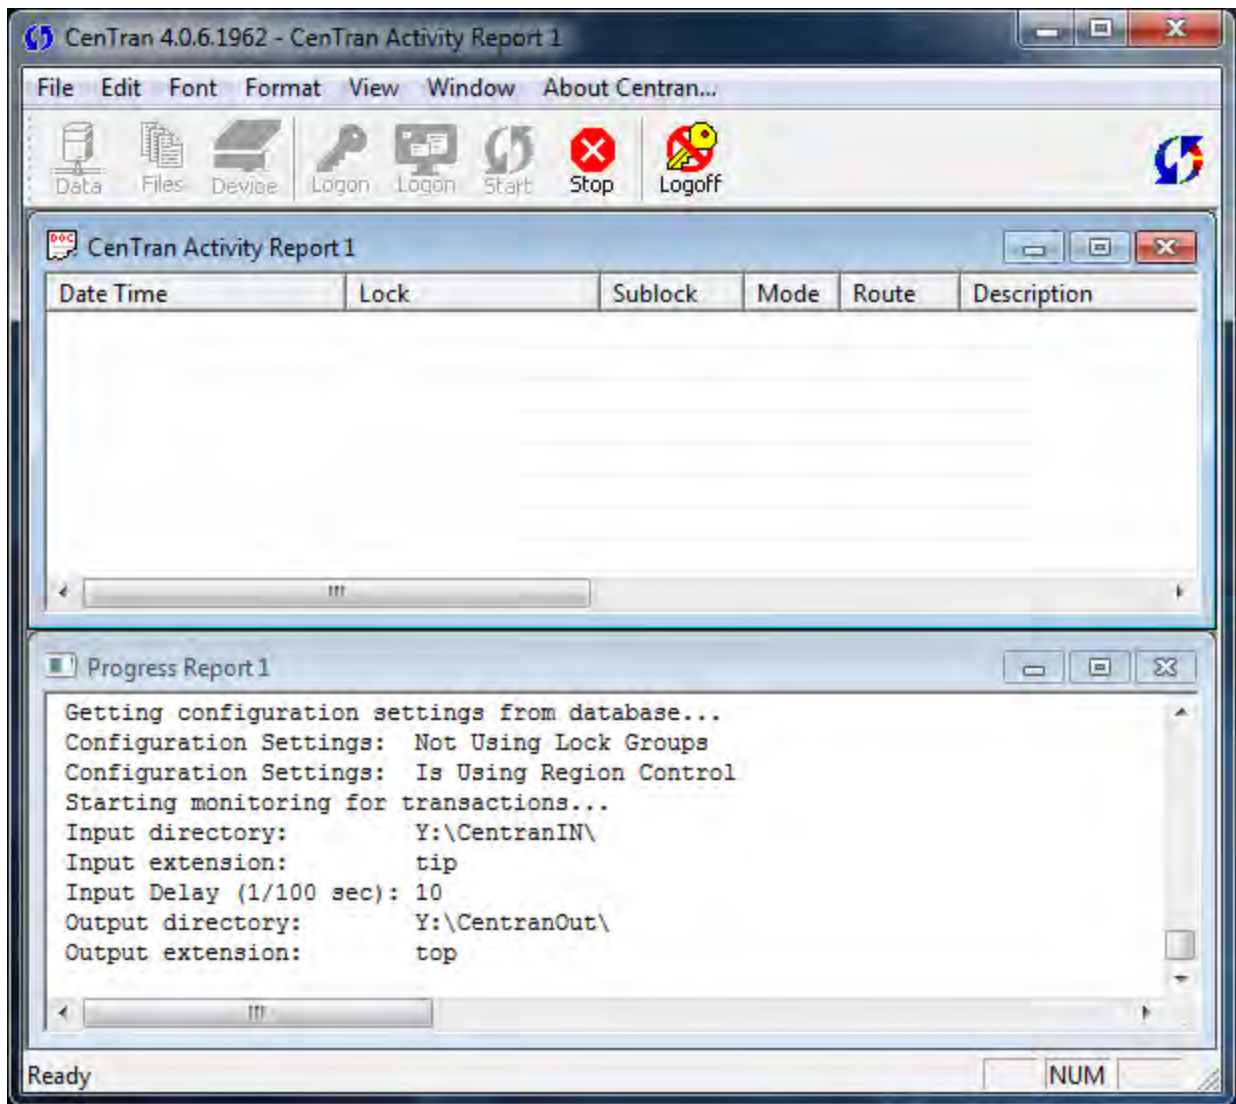 CenTran 4.0.6.1962 - CenTran Activity Report 1
File Edit Font Format View Window About Centran...
Data Files Device Logon Logon Start Stop Logoff
DOC CenTran Activity Report 1
Date Time Lock Sublock Mode Route Description
Progress Report 1
Getting configuration settings from database...
Configuration Settings: Not Using Lock Groups
Configuration Settings: Is Using Region Control
Starting monitoring for transactions...
Input directory: Y:\CentranIN\
Input extension: tip
Input Delay (1/100 sec): 10
Output directory: Y:\CentranOut\
Output extension: top
Ready NUM